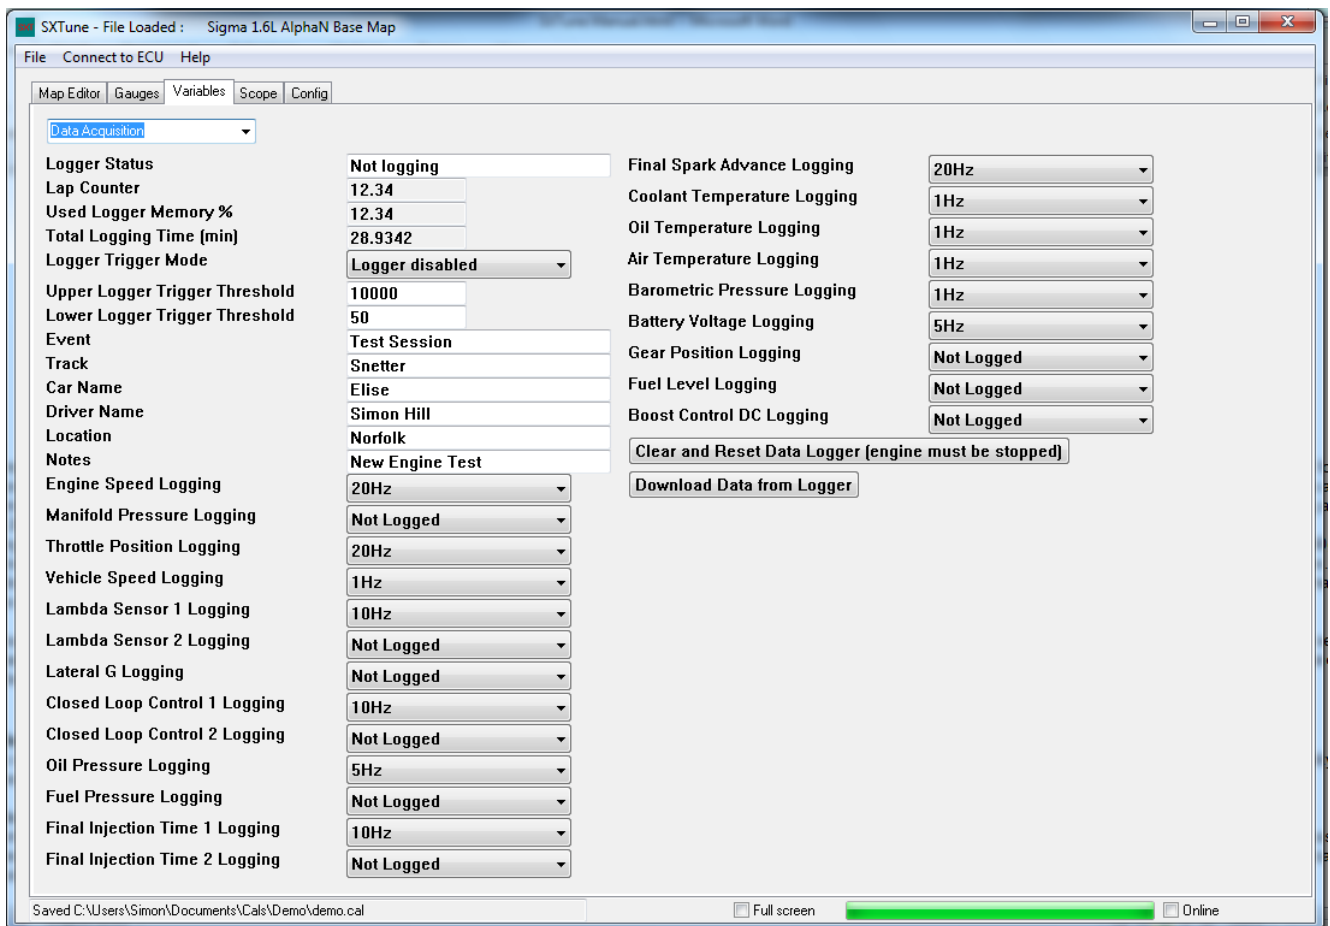 SXTune - File Loaded : Sigma 1.6L AlphaN Base Map
File Connect to ECU Help
Map Editor Gauges Variables Scope Config
Data Acquisition
Logger Status Not logging
Lap Counter 12.34
Used Logger Memory % 12.34
Total Logging Time (min) 28.9342
Logger Trigger Mode Logger disabled
Upper Logger Trigger Threshold 10000
Lower Logger Trigger Threshold 50
Event Test Session
Track Snetter
Car Name Elise
Driver Name Simon Hill
Location Norfolk
Notes New Engine Test
Engine Speed Logging 20Hz
Manifold Pressure Logging Not Logged
Throttle Position Logging 20Hz
Vehicle Speed Logging 1Hz
Lambda Sensor 1 Logging 10Hz
Lambda Sensor 2 Logging Not Logged
Lateral G Logging Not Logged
Closed Loop Control 1 Logging 10Hz
Closed Loop Control 2 Logging Not Logged
Oil Pressure Logging 5Hz
Fuel Pressure Logging Not Logged
Final Injection Time 1 Logging 10Hz
Final Injection Time 2 Logging Not Logged
Final Spark Advance Logging 20Hz
Coolant Temperature Logging 1Hz
Oil Temperature Logging 1Hz
Air Temperature Logging 1Hz
Barometric Pressure Logging 1Hz
Battery Voltage Logging 5Hz
Gear Position Logging Not Logged
Fuel Level Logging Not Logged
Boost Control DC Logging Not Logged
Clear and Reset Data Logger (engine must be stopped)
Download Data from Logger
Saved C:\Users\Simon\Documents\Cals\Demo\demo.cal Full screen Online